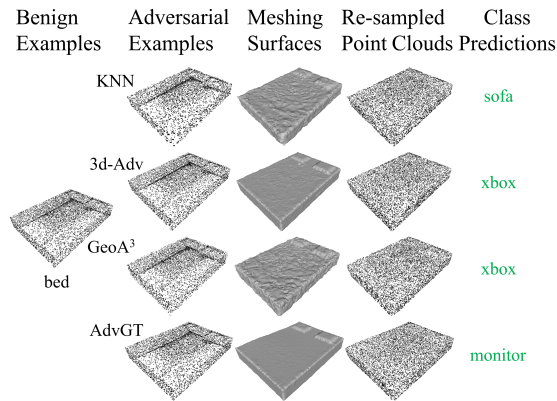 Benign Examples
Adversarial Examples
Meshing Surfaces
Re-sampled Point Clouds
Class Predictions
KNN
sofa
3d-Adv
xbox
bed
GeoA³
xbox
AdvGT
monitor